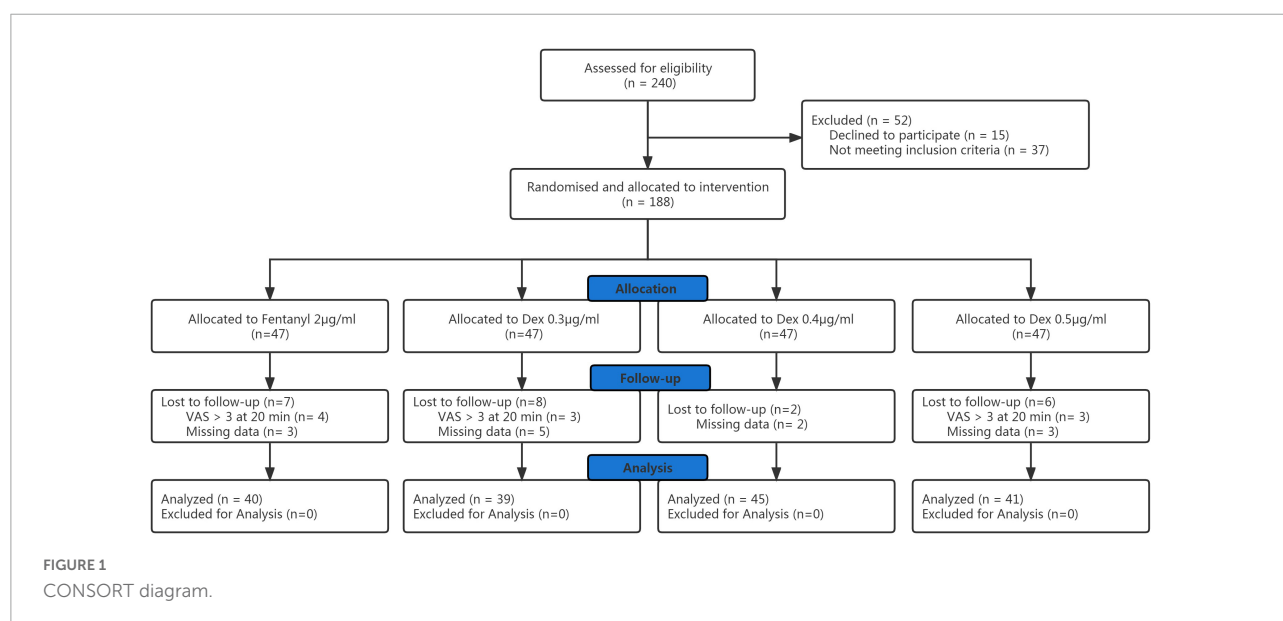 Assessed for eligibility
(n = 240)
Excluded (n = 52)
Declined to participate (n = 15)
Not meeting inclusion criteria (n = 37)
Randomised and allocated to intervention
(n = 188)
Allocation
Allocated to Fentanyl 2μg/ml
(n=47)
Allocated to Dex 0.3μg/ml
(n=47)
Allocated to Dex 0.4μg/ml
(n=47)
Allocated to Dex 0.5μg/ml
(n=47)
Follow-up
Lost to follow-up (n=7)
VAS > 3 at 20 min (n= 4)
Missing data (n= 3)
Lost to follow-up (n=8)
VAS > 3 at 20 min (n= 3)
Missing data (n= 5)
Lost to follow-up (n=2)
Missing data (n= 2)
Lost to follow-up (n=6)
VAS > 3 at 20 min (n= 3)
Missing data (n= 3)
Analysis
Analyzed (n = 40)
Excluded for Analysis (n=0)
Analyzed (n = 39)
Excluded for Analysis (n=0)
Analyzed (n = 45)
Excluded for Analysis (n=0)
Analyzed (n = 41)
Excluded for Analysis (n=0)
FIGURE 1
CONSORT diagram.